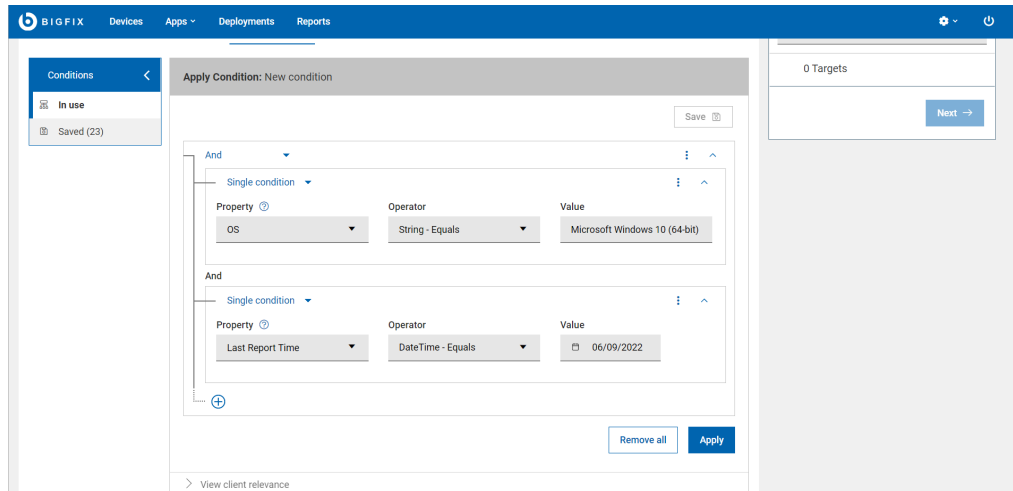 BIGFIX Devices Apps Deployments Reports
Conditions
In use
Saved (23)
Apply Condition: New condition
Save
And
Single condition
Property Operator Value
OS String - Equals Microsoft Windows 10 (64-bit)
And
Single condition
Property Operator Value
Last Report Time DateTime - Equals 06/09/2022
Remove all Apply
View client relevance
0 Targets
Next